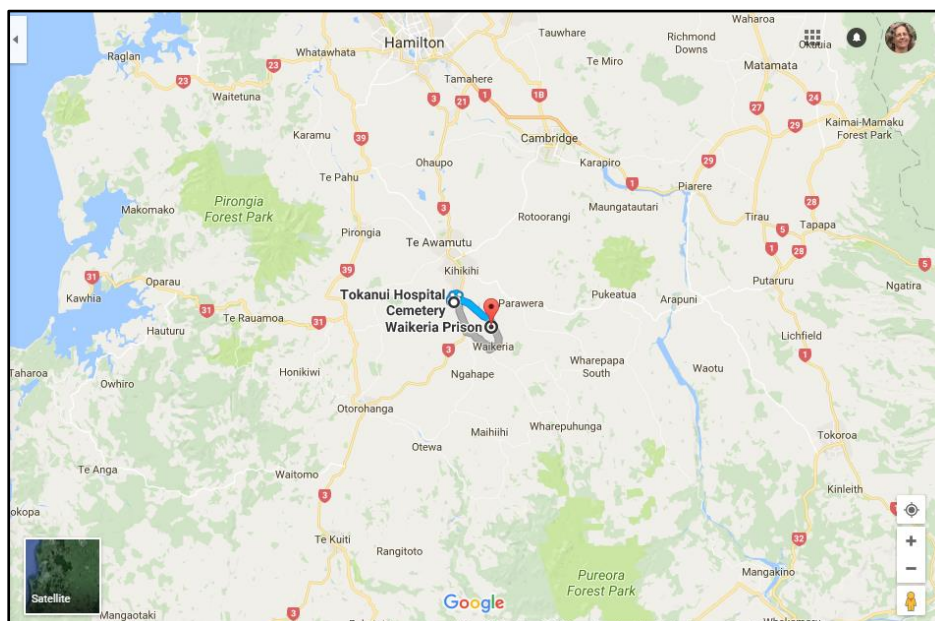 Waharoa
Hamilton
Tauwhare
Richmond
Downs
Okauia
Raglan
Whatawhata
Te Miro
Matamata
23
23
Tamahere
3
21
1
1B
27
24
Waitetuna
Kaimai-Mamaku
Forest Park
Karamu
39
Cambridge
29
Ohaupo
Karapiro
29
Te Pahu
1
Piarere
28
Pirongia
Forest Park
3
Maungatautari
Makomako
Rotoorangi
Tirau
5
Tapapa
Pirongia
1
28
Te Awamutu
5
Kihikihi
39
31
Oparau
Putaruru
Ngatira
Kawhia
Tokanui Hospital
Cemetery
Parawera
Pukeatua
Arapuni
Te Rauamoa
31
31
Waikeria Prison
Hauturu
3
Waikeria
Lichfield
Wharepapa
South
Waotu
1
Taharoa
Owhiro
Honikiwi
Ngahape
Otorohanga
Maihiihi
Wharepuhunga
Otewa
Tokoroa
Te Anga
Waitomo
Kinleith
3
okopa
Te Kuiti
Rangitoto
32
Pureora
Forest Park
Mangakino
Satellite
Google
Mangaotaki
3
1